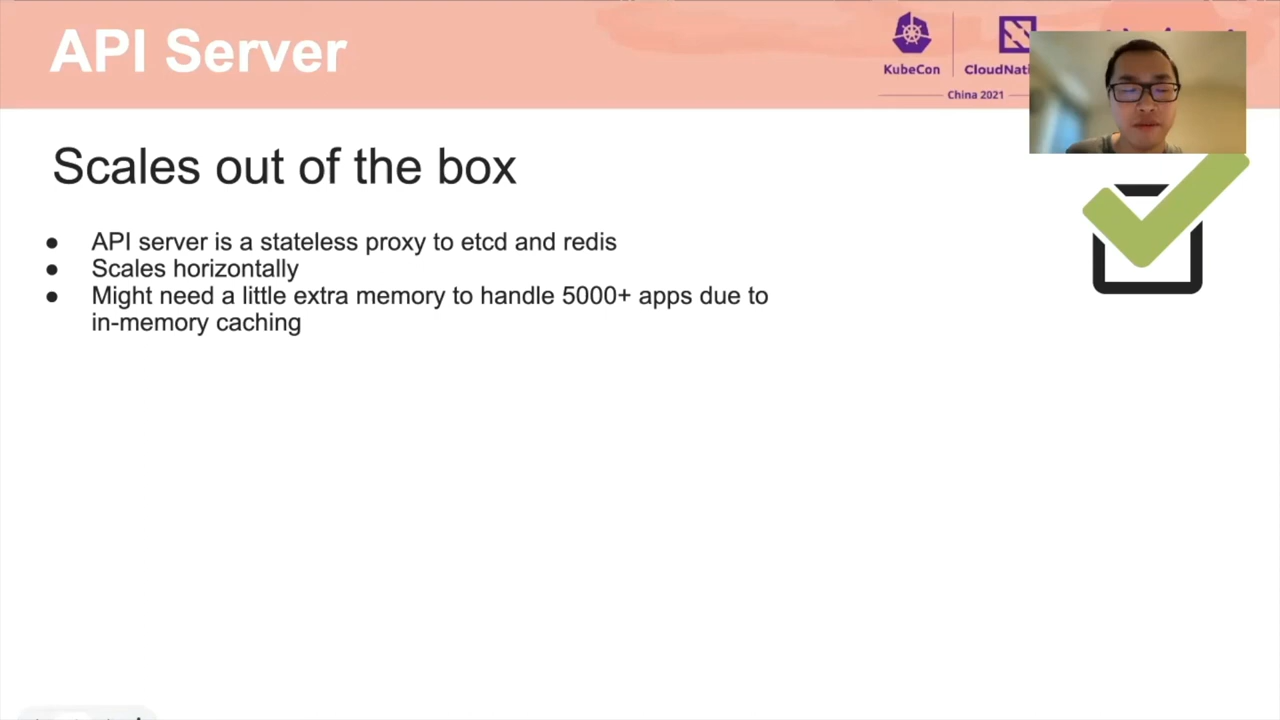 API Server
KubeCon
CloudNati
China 2021
Scales out of the box
● API server is a stateless proxy to etcd and redis
● Scales horizontally
● Might need a little extra memory to handle 5000+ apps due to
in-memory caching